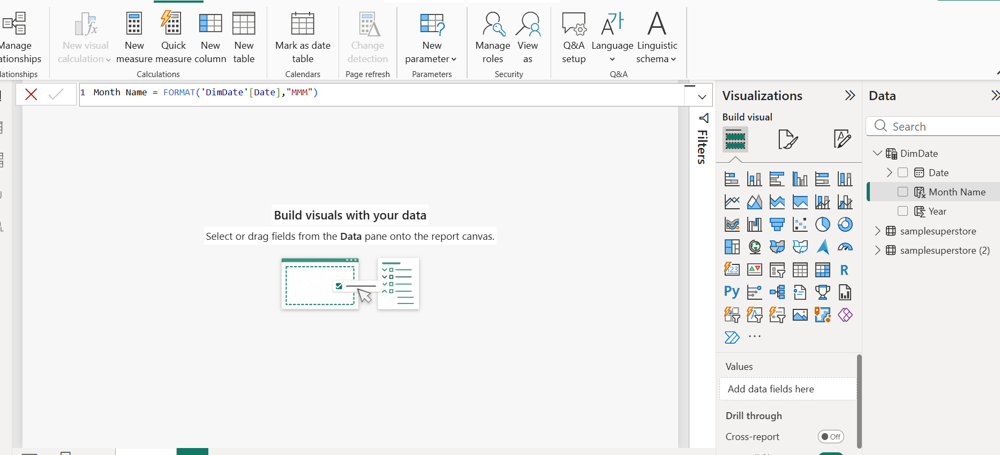 Manage
ationships
lationships
New visual
calculation
New
measure
Quick
measure
New
column
New
table
Calculations
Mark as date
table
Calendars
Change
detection
Page refresh
New
parameter
Parameters
Manage
roles
View
as
Security
Q&A
setup
Language
Linguistic
schema
Q&A
1 Month Name = FORMAT('DimDate'[Date],"MMM")
Build visuals with your data
Select or drag fields from the Data pane onto the report canvas.
Filters
Visualizations
Build visual
123
R
Py
Values
Add data fields here
Drill through
Cross-report
Off
Data
Search
DimDate
Date
Month Name
Year
samplesuperstore
samplesuperstore (2)